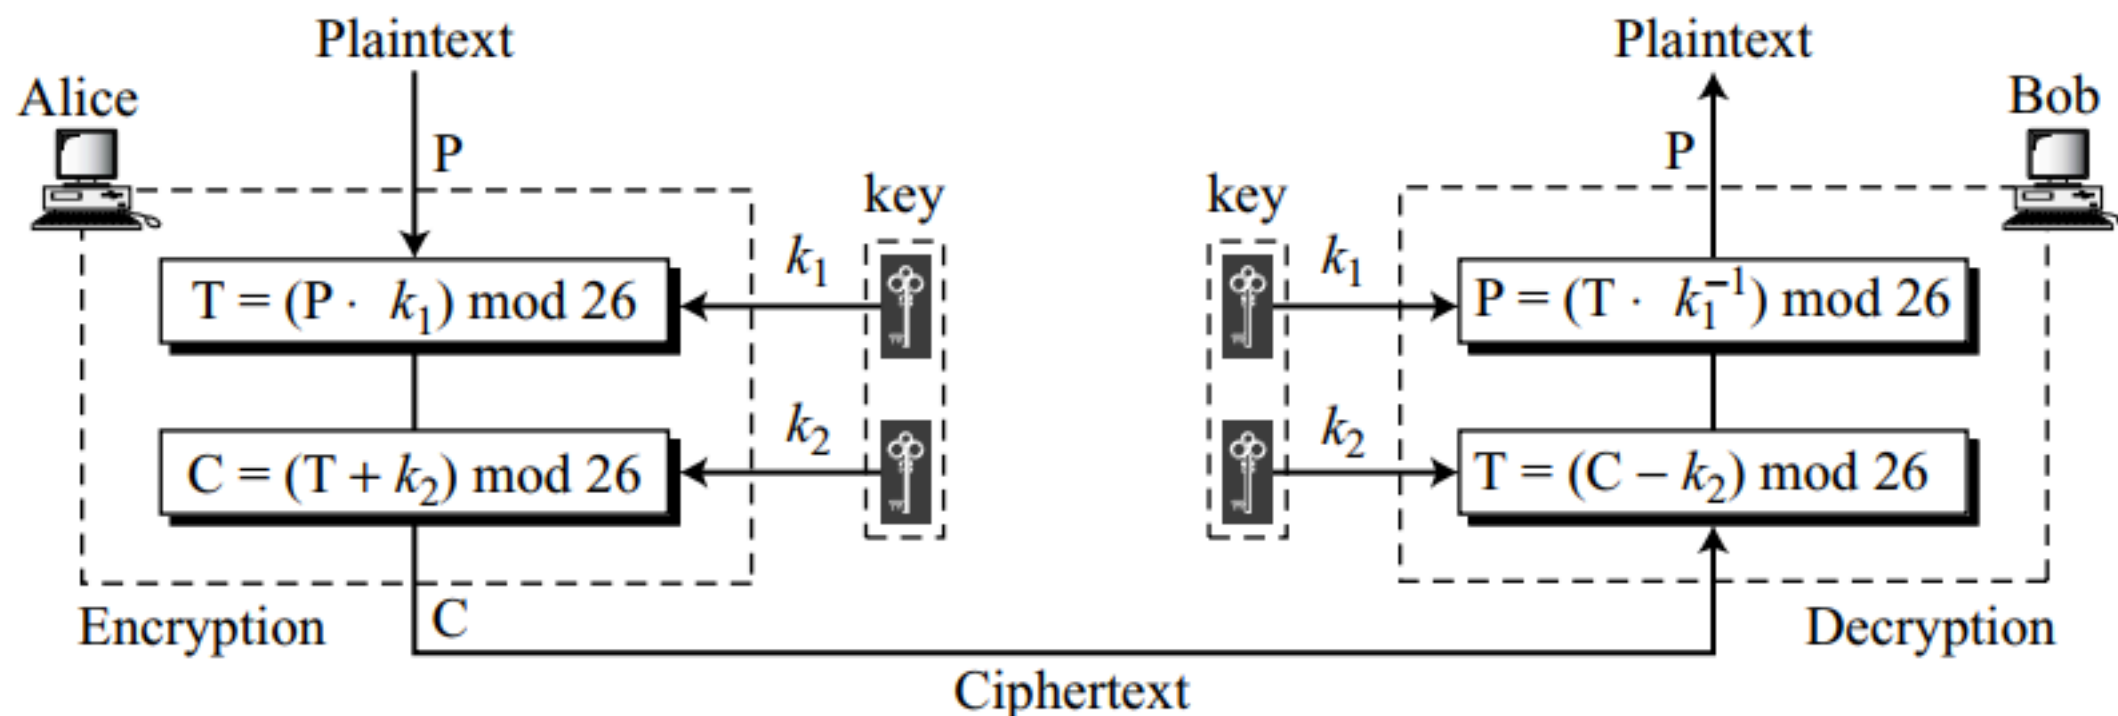 Plaintext
Plaintext
Alice
Bob
P
P
key
key
k₁
k₁
T = (P · k₁) mod 26
P = (T · k₁⁻¹) mod 26
k₂
k₂
C = (T + k₂) mod 26
T = (C − k₂) mod 26
Encryption
C
Decryption
Ciphertext